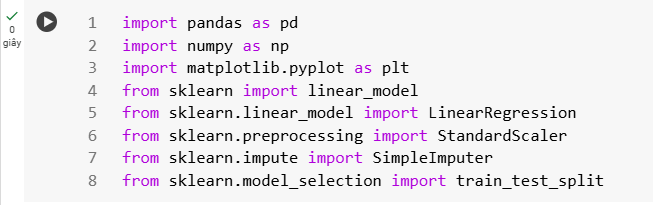 0
giây
1 import pandas as pd
2 import numpy as np
3 import matplotlib.pyplot as plt
4 from sklearn import linear_model
5 from sklearn.linear_model import LinearRegression
6 from sklearn.preprocessing import StandardScaler
7 from sklearn.impute import SimpleImputer
8 from sklearn.model_selection import train_test_split